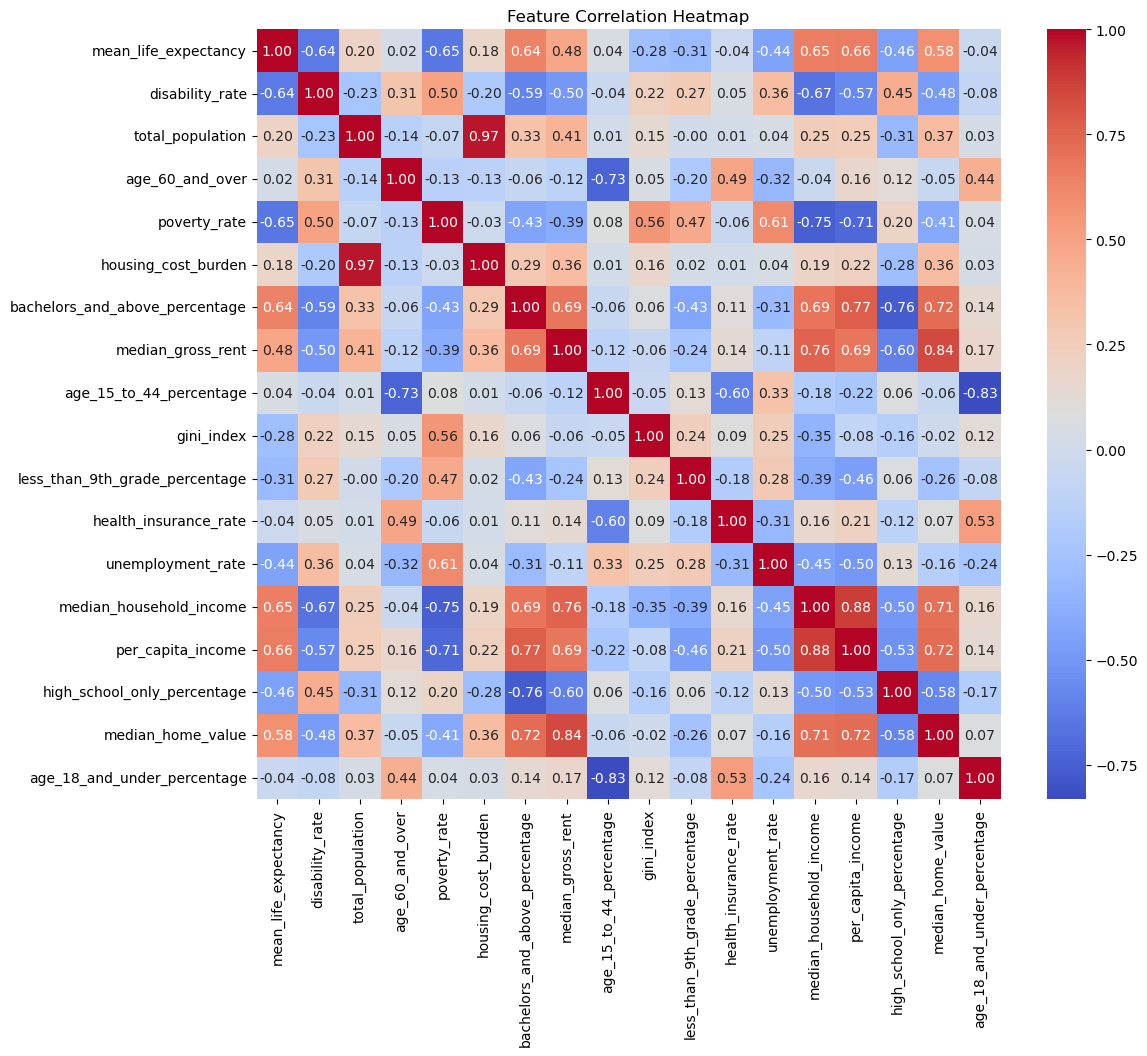 Feature Correlation Heatmap
mean_life_expectancy 1.00 -0.64 0.20 0.02 -0.65 0.18 0.64 0.48 0.04 -0.28 -0.31 -0.04 -0.44 0.65 0.66 -0.46 0.58 -0.04
disability_rate -0.64 1.00 -0.23 0.31 0.50 -0.20 -0.59 -0.50 -0.04 0.22 0.27 0.05 0.36 -0.67 -0.57 0.45 -0.48 -0.08
total_population 0.20 -0.23 1.00 -0.14 -0.07 0.97 0.33 0.41 0.01 0.15 -0.00 0.01 0.04 0.25 0.25 -0.31 0.37 0.03
age_60_and_over 0.02 0.31 -0.14 1.00 -0.13 -0.13 -0.06 -0.12 -0.73 0.05 -0.20 0.49 -0.32 -0.04 0.16 0.12 -0.05 0.44
poverty_rate -0.65 0.50 -0.07 -0.13 1.00 -0.03 -0.43 -0.39 0.08 0.56 0.47 -0.06 0.61 -0.75 -0.71 0.20 -0.41 0.04
housing_cost_burden 0.18 -0.20 0.97 -0.13 -0.03 1.00 0.29 0.36 0.01 0.16 0.02 0.01 0.04 0.19 0.22 -0.28 0.36 0.03
bachelors_and_above_percentage 0.64 -0.59 0.33 -0.06 -0.43 0.29 1.00 0.69 -0.06 0.06 -0.43 0.11 -0.31 0.69 0.77 -0.76 0.72 0.14
median_gross_rent 0.48 -0.50 0.41 -0.12 -0.39 0.36 0.69 1.00 -0.12 -0.06 -0.24 0.14 -0.11 0.76 0.69 -0.60 0.84 0.17
age_15_to_44_percentage 0.04 -0.04 0.01 -0.73 0.08 0.01 -0.06 -0.12 1.00 -0.05 0.13 -0.60 0.33 -0.18 -0.22 0.06 -0.06 -0.83
gini_index -0.28 0.22 0.15 0.05 0.56 0.16 0.06 -0.06 -0.05 1.00 0.24 0.09 0.25 -0.35 -0.08 -0.16 -0.02 0.12
less_than_9th_grade_percentage -0.31 0.27 -0.00 -0.20 0.47 0.02 -0.43 -0.24 0.13 0.24 1.00 -0.18 0.28 -0.39 -0.46 0.06 -0.26 -0.08
health_insurance_rate -0.04 0.05 0.01 0.49 -0.06 0.01 0.11 0.14 -0.60 0.09 -0.18 1.00 -0.31 0.16 0.21 -0.12 0.07 0.53
unemployment_rate -0.44 0.36 0.04 -0.32 0.61 0.04 -0.31 -0.11 0.33 0.25 0.28 -0.31 1.00 -0.45 -0.50 0.13 -0.16 -0.24
median_household_income 0.65 -0.67 0.25 -0.04 -0.75 0.19 0.69 0.76 -0.18 -0.35 -0.39 0.16 -0.45 1.00 0.88 -0.50 0.71 0.16
per_capita_income 0.66 -0.57 0.25 0.16 -0.71 0.22 0.77 0.69 -0.22 -0.08 -0.46 0.21 -0.50 0.88 1.00 -0.53 0.72 0.14
high_school_only_percentage -0.46 0.45 -0.31 0.12 0.20 -0.28 -0.76 -0.60 0.06 -0.16 0.06 -0.12 0.13 -0.50 -0.53 1.00 -0.58 -0.17
median_home_value 0.58 -0.48 0.37 -0.05 -0.41 0.36 0.72 0.84 -0.06 -0.02 -0.26 0.07 -0.16 0.71 0.72 -0.58 1.00 0.07
age_18_and_under_percentage -0.04 -0.08 0.03 0.44 0.04 0.03 0.14 0.17 -0.83 0.12 -0.08 0.53 -0.24 0.16 0.14 -0.17 0.07 1.00
mean_life_expectancy
disability_rate
total_population
age_60_and_over
poverty_rate
housing_cost_burden
bachelors_and_above_percentage
median_gross_rent
age_15_to_44_percentage
gini_index
less_than_9th_grade_percentage
health_insurance_rate
unemployment_rate
median_household_income
per_capita_income
high_school_only_percentage
median_home_value
age_18_and_under_percentage
1.00
0.75
0.50
0.25
0.00
−0.25
−0.50
−0.75